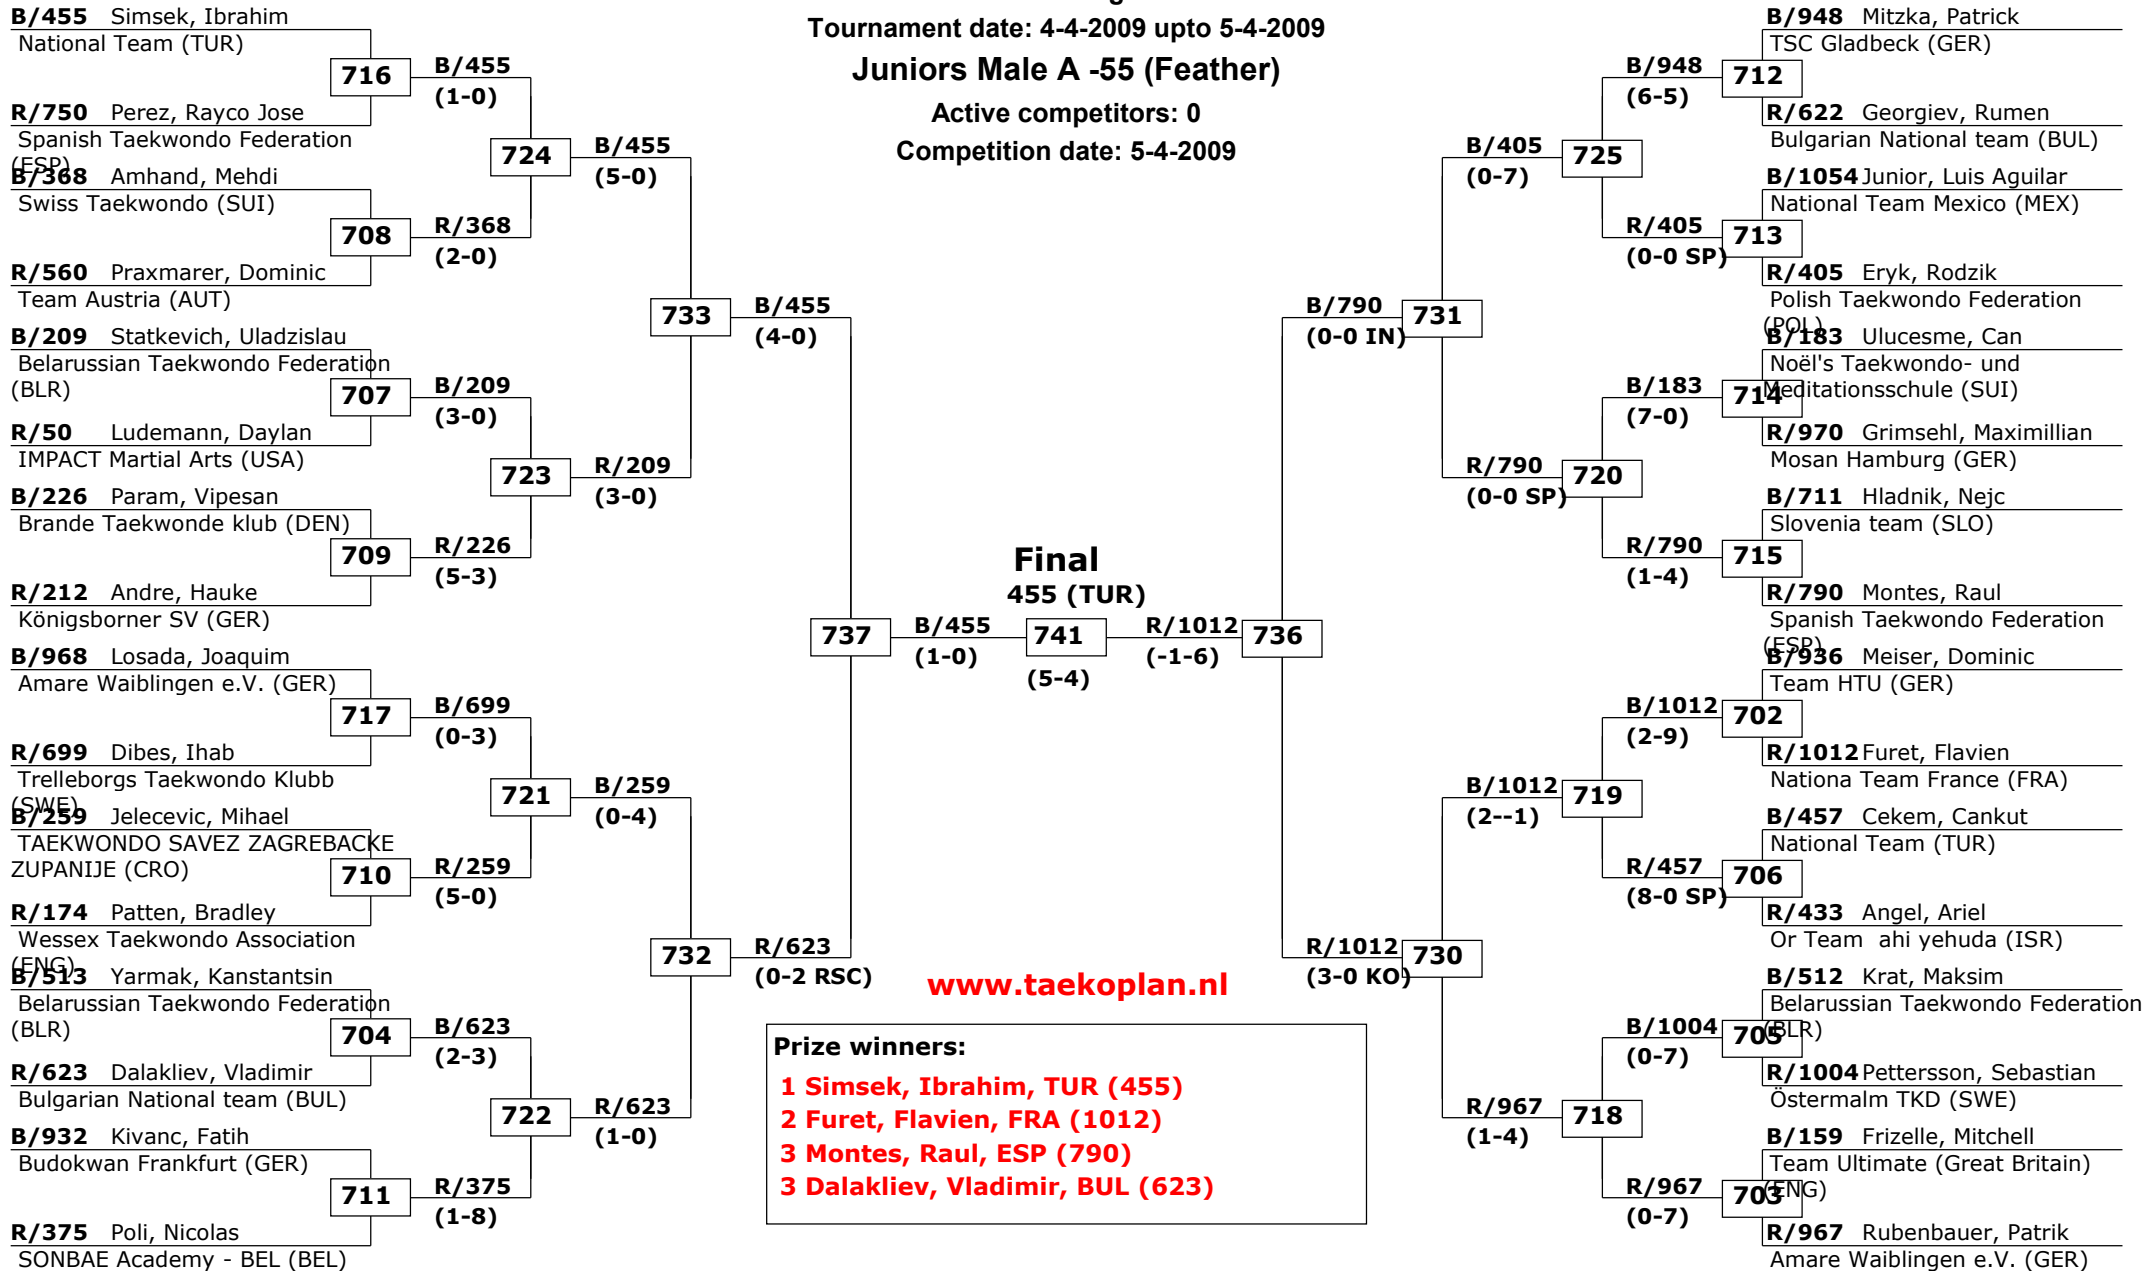 Tournament date: 4-4-2009 upto 5-4-2009
Juniors Male A -55 (Feather)
Active competitors: 0
Competition date: 5-4-2009
B/455 Simsek, Ibrahim
National Team (TUR)
716
B/455
(1-0)
R/750 Perez, Rayco Jose
Spanish Taekwondo Federation
(ESP)
724
B/455
(5-0)
B/368 Amhand, Mehdi
Swiss Taekwondo (SUI)
708
R/368
(2-0)
R/560 Praxmarer, Dominic
Team Austria (AUT)
733
B/455
(4-0)
B/209 Statkevich, Uladzislau
Belarussian Taekwondo Federation
(BLR)
707
B/209
(3-0)
R/50 Ludemann, Daylan
IMPACT Martial Arts (USA)
723
R/209
(3-0)
B/226 Param, Vipesan
Brande Taekwonde klub (DEN)
709
R/226
(5-3)
R/212 Andre, Hauke
Königsborner SV (GER)
737
B/455
(1-0)
B/968 Losada, Joaquim
Amare Waiblingen e.V. (GER)
717
B/699
(0-3)
R/699 Dibes, Ihab
Trelleborgs Taekwondo Klubb
(SWE)
721
B/259
(0-4)
B/259 Jelecevic, Mihael
TAEKWONDO SAVEZ ZAGREBACKE
ZUPANIJE (CRO)
710
R/259
(5-0)
R/174 Patten, Bradley
Wessex Taekwondo Association
(ENG)
732
R/623
(0-2 RSC)
B/513 Yarmak, Kanstantsin
Belarussian Taekwondo Federation
(BLR)
704
B/623
(2-3)
R/623 Dalakliev, Vladimir
Bulgarian National team (BUL)
722
R/623
(1-0)
B/932 Kivanc, Fatih
Budokwan Frankfurt (GER)
711
R/375
(1-8)
R/375 Poli, Nicolas
SONBAE Academy - BEL (BEL)
Final
455 (TUR)
741
(5-4)
R/1012
(-1-6)
736
B/948 Mitzka, Patrick
TSC Gladbeck (GER)
B/948
(6-5)
712
R/622 Georgiev, Rumen
Bulgarian National team (BUL)
B/405
(0-7)
725
B/1054 Junior, Luis Aguilar
National Team Mexico (MEX)
R/405
(0-0 SP)
713
R/405 Eryk, Rodzik
Polish Taekwondo Federation
(POL)
B/790
(0-0 IN)
731
B/183 Ulucesme, Can
Noël's Taekwondo- und
Meditationsschule (SUI)
B/183
(7-0)
714
R/970 Grimsehl, Maximillian
Mosan Hamburg (GER)
R/790
(0-0 SP)
720
B/711 Hladnik, Nejc
Slovenia team (SLO)
R/790
(1-4)
715
R/790 Montes, Raul
Spanish Taekwondo Federation
(ESP)
B/936 Meiser, Dominic
Team HTU (GER)
B/1012
(2-9)
702
R/1012 Furet, Flavien
Nationa Team France (FRA)
B/1012
(2--1)
719
B/457 Cekem, Cankut
National Team (TUR)
R/457
(8-0 SP)
706
R/433 Angel, Ariel
Or Team ahi yehuda (ISR)
R/1012
(3-0 KO)
730
B/512 Krat, Maksim
Belarussian Taekwondo Federation
(BLR)
B/1004
(0-7)
705
R/1004 Pettersson, Sebastian
Östermalm TKD (SWE)
R/967
(1-4)
718
B/159 Frizelle, Mitchell
Team Ultimate (Great Britain)
(ENG)
R/967
(0-7)
703
R/967 Rubenbauer, Patrik
Amare Waiblingen e.V. (GER)
www.taekoplan.nl
Prize winners:
1 Simsek, Ibrahim, TUR (455)
2 Furet, Flavien, FRA (1012)
3 Montes, Raul, ESP (790)
3 Dalakliev, Vladimir, BUL (623)